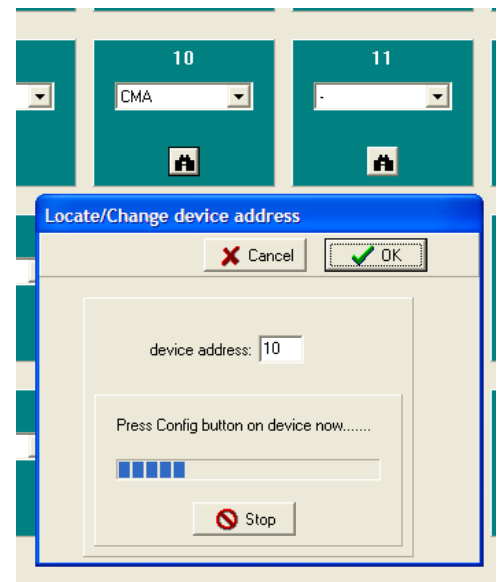 10
11
CMA
-
Locate/Change device address
Cancel
OK
device address: 10
Press Config button on device now.......
Stop